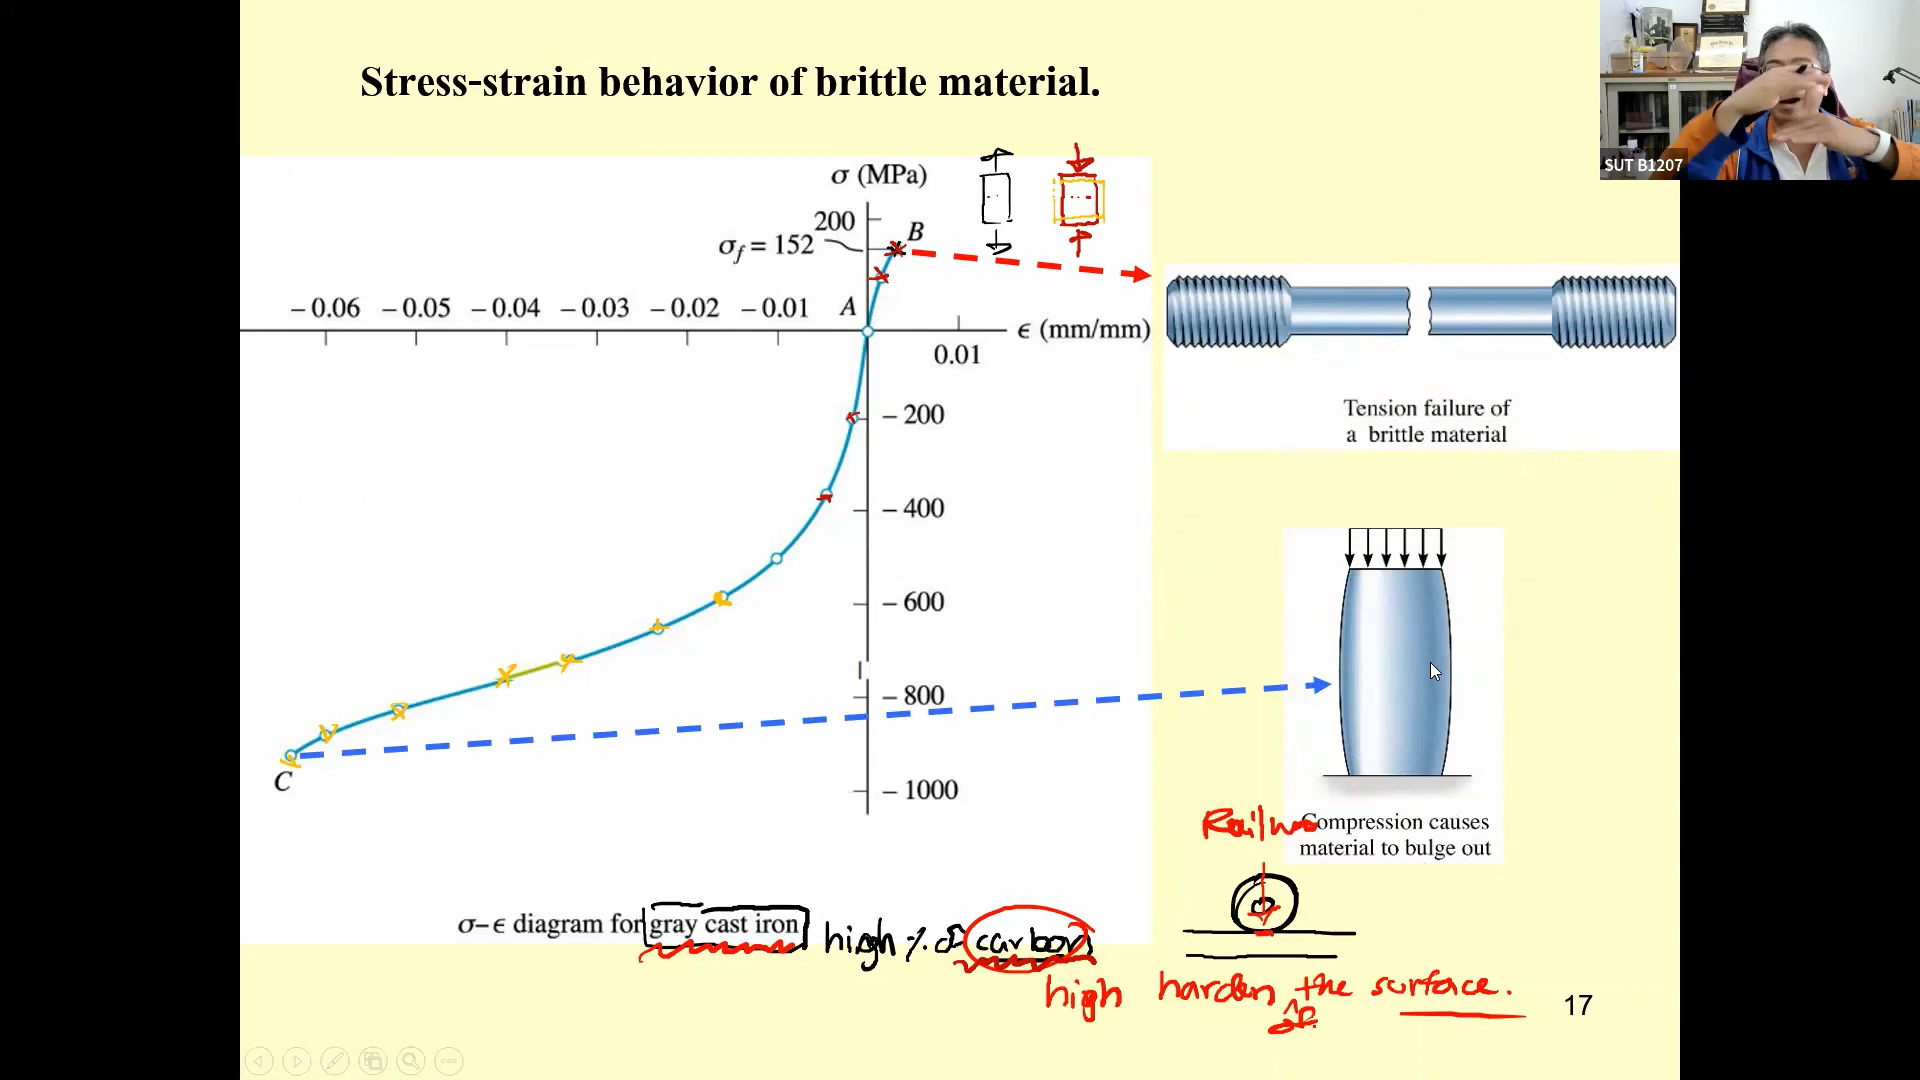 Stress-strain behavior of brittle material.
SUT B1207
σ (MPa)
200
B
σf = 152
− 0.06 − 0.05 − 0.04 − 0.03 − 0.02 − 0.01
A
ϵ (mm/mm)
0.01
− 200
− 400
− 600
− 800
− 1000
C
Tension failure of
a brittle material
Compression causes
material to bulge out
σ–ϵ diagram for gray cast iron
high % of carbon
high harden the surface.
of
17